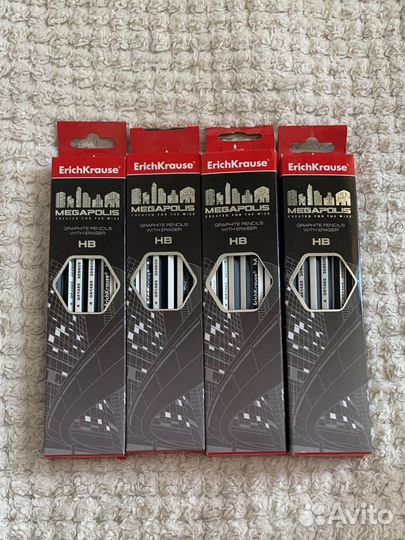 ErichKrause®
MEGAPOLIS
CREATED FOR THE WISE
GRAPHITE PENCILS
WITH ERASER
HB
ErichKrause®
MEGAPOLIS
CREATED FOR THE WISE
GRAPHITE PENCILS
WITH ERASER
HB
ErichKrause®
MEGAPOLIS
CREATED FOR THE WISE
GRAPHITE PENCILS
WITH ERASER
HB
ErichKrause®
MEGAPOLIS
CREATED FOR THE WISE
GRAPHITE PENCILS
WITH ERASER
HB
Avito